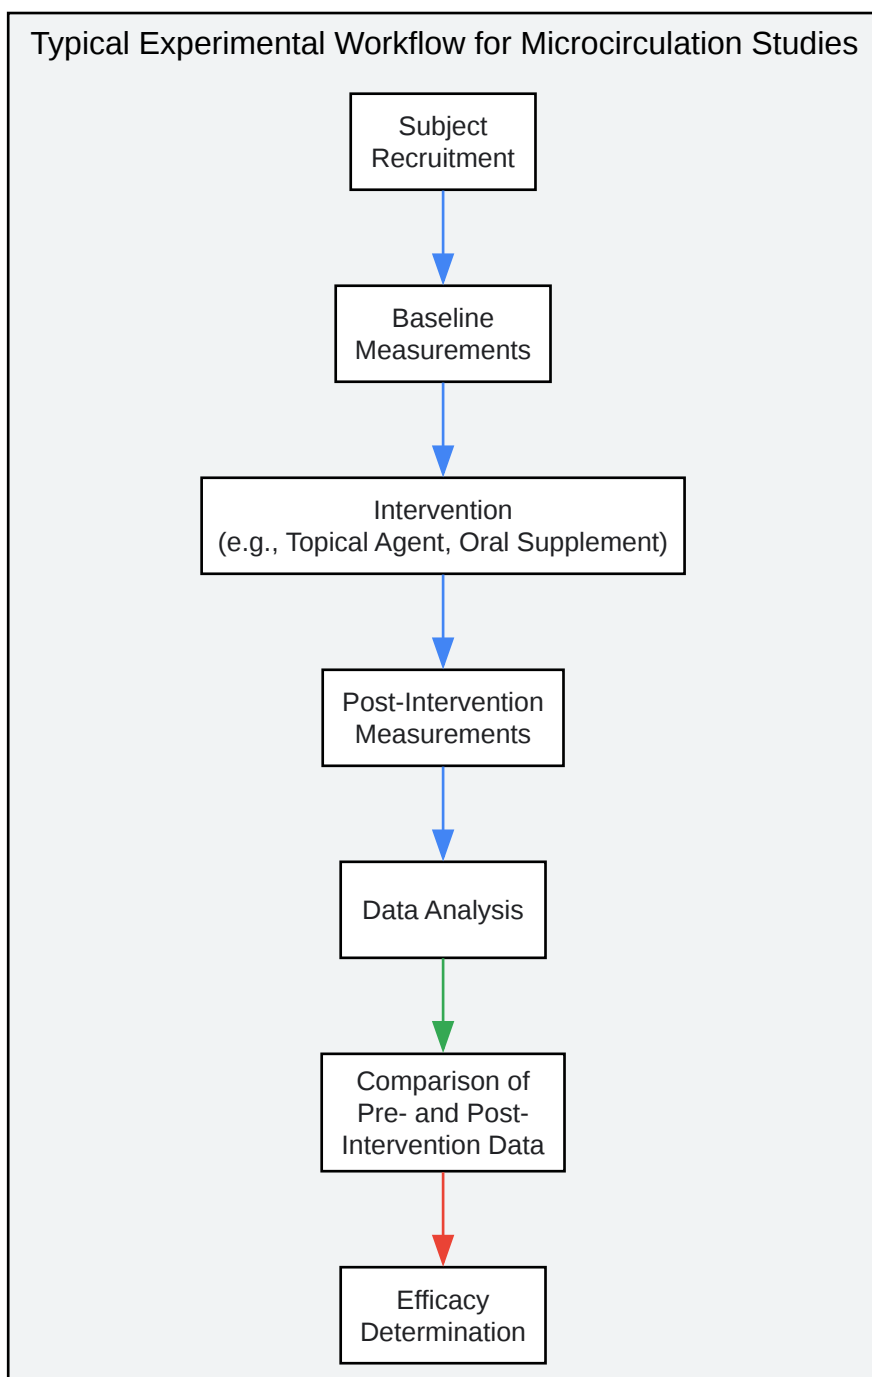 Typical Experimental Workflow for Microcirculation Studies
Subject
Recruitment
Baseline
Measurements
Intervention
(e.g., Topical Agent, Oral Supplement)
Post-Intervention
Measurements
Data Analysis
Comparison of
Pre- and Post-
Intervention Data
Efficacy
Determination